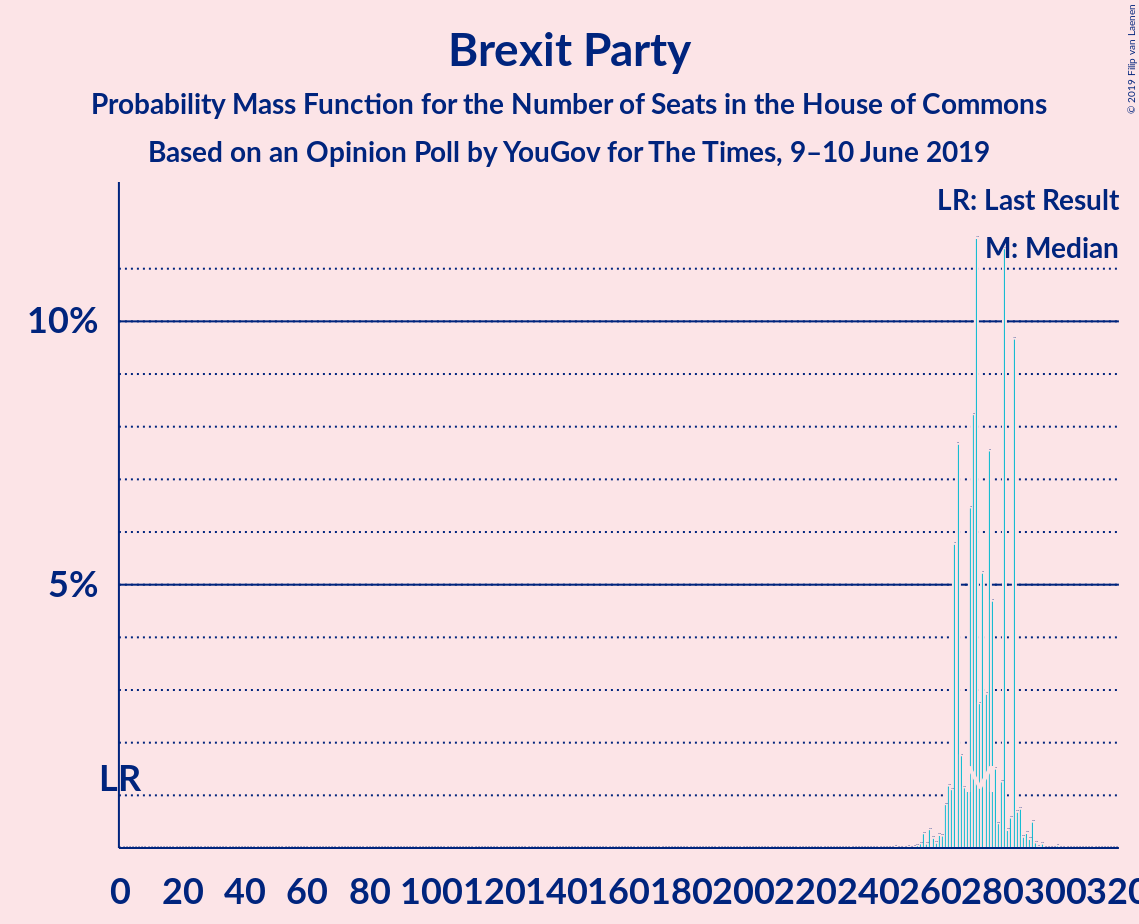 Brexit Party
Probability Mass Function for the Number of Seats in the House of Commons
Based on an Opinion Poll by YouGov for The Times, 9–10 June 2019
© 2019 Filip van Laenen
LR: Last Result
M: Median
10%
5%
LR
0 20 40 60 80 100 120 140 160 180 200 220 240 260 280 300 320